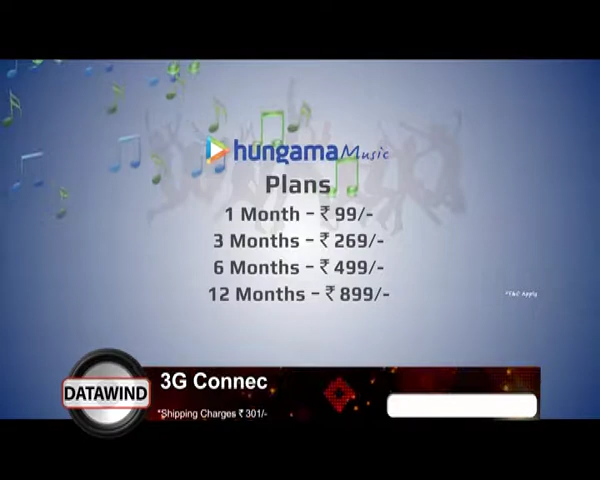 hungama Music
Plans
1 Month - ₹ 99/-
3 Months - ₹ 269/-
6 Months - ₹ 499/-
12 Months - ₹ 899/-
*T&C Apply
3G Connec
DATAWIND
*Shipping Charges ₹ 301/-